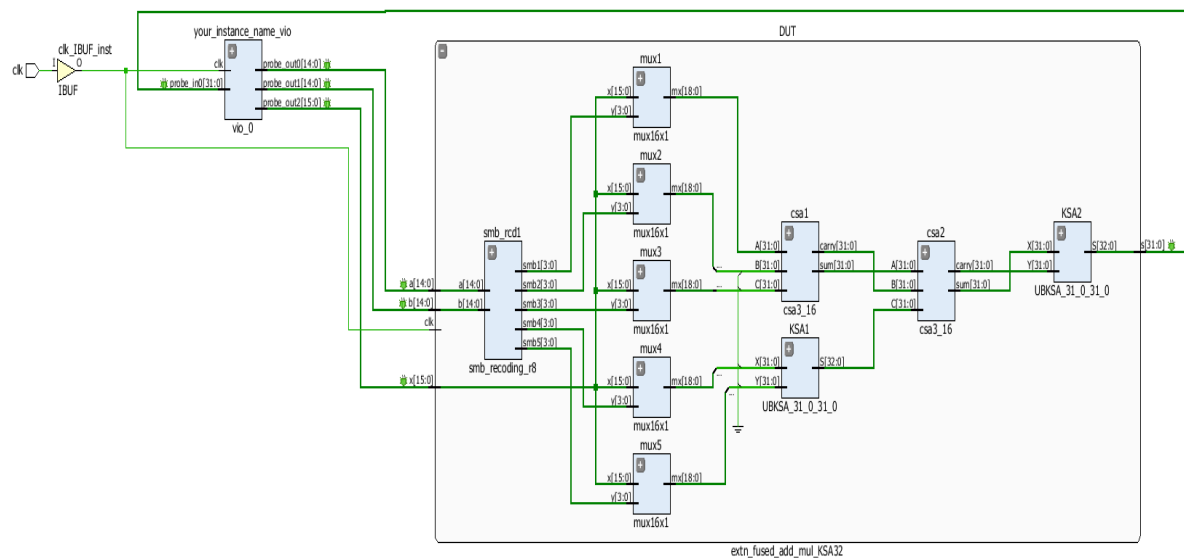 DUT
your_instance_name_vio
clk_IBUF_inst
clk
I
O
IBUF
clk
probe_in0[31:0]
probe_out0[14:0]
probe_out1[14:0]
probe_out2[15:0]
vio_0
mux1
x[15:0]
y[3:0]
mx[18:0]
mux16x1
mux2
x[15:0]
y[3:0]
mx[18:0]
mux16x1
mux3
x[15:0]
y[3:0]
mx[18:0]
...
mux16x1
mux4
x[15:0]
y[3:0]
mx[18:0]
...
mux16x1
mux5
x[15:0]
y[3:0]
mx[18:0]
mux16x1
smb_rcd1
a[14:0]
a[14:0]
b[14:0]
b[14:0]
clk
x[15:0]
smb1[3:0]
smb2[3:0]
smb3[3:0]
smb4[3:0]
smb5[3:0]
smb_recoding_r8
csa1
A[31:0]
...
B[31:0]
C[31:0]
carry[31:0]
sum[31:0]
csa3_16
KSA1
X[31:0]
Y[31:0]
...
S[32:0]
UBKSA_31_0_31_0
csa2
A[31:0]
B[31:0]
C[31:0]
carry[31:0]
sum[31:0]
csa3_16
KSA2
X[31:0]
Y[31:0]
S[32:0]
s[31:0]
UBKSA_31_0_31_0
extn_fused_add_mul_KSA32